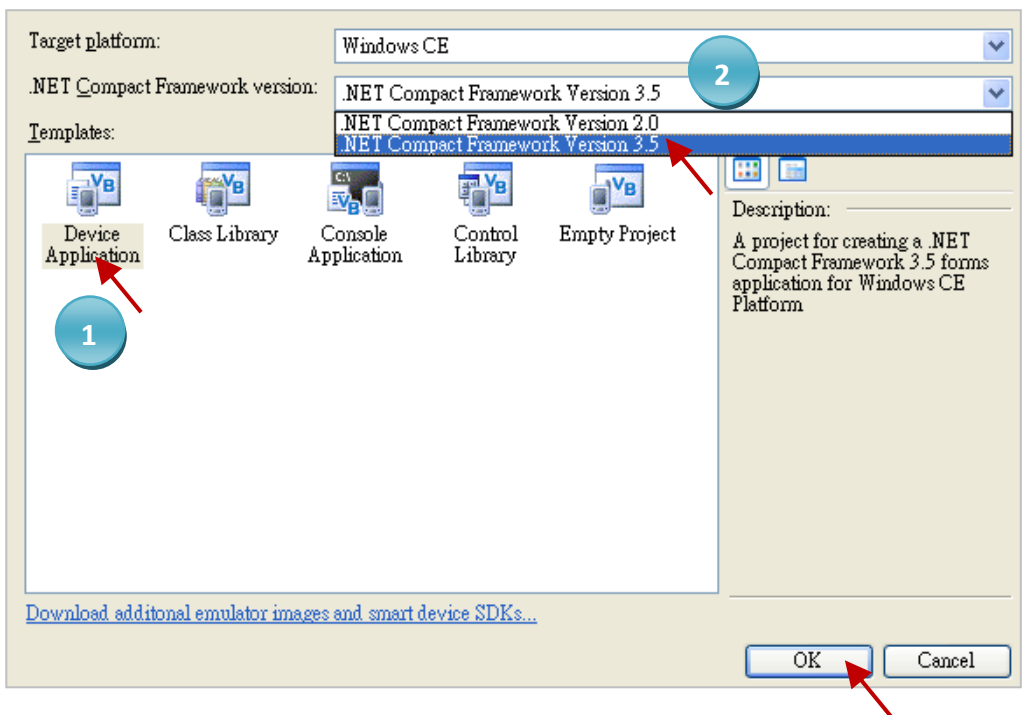 Target platform:
Windows CE
2
.NET Compact Framework version:
.NET Compact Framework Version 3.5
.NET Compact Framework Version 2.0
.NET Compact Framework Version 3.5
Templates:
C:\
VB
VB
VB
VB
VB
Device
Application
Class Library
Console
Application
Control
Library
Empty Project
1
Description:
A project for creating a .NET
Compact Framework 3.5 forms
application for Windows CE
Platform
Download additonal emulator images and smart device SDKs...
OK
Cancel